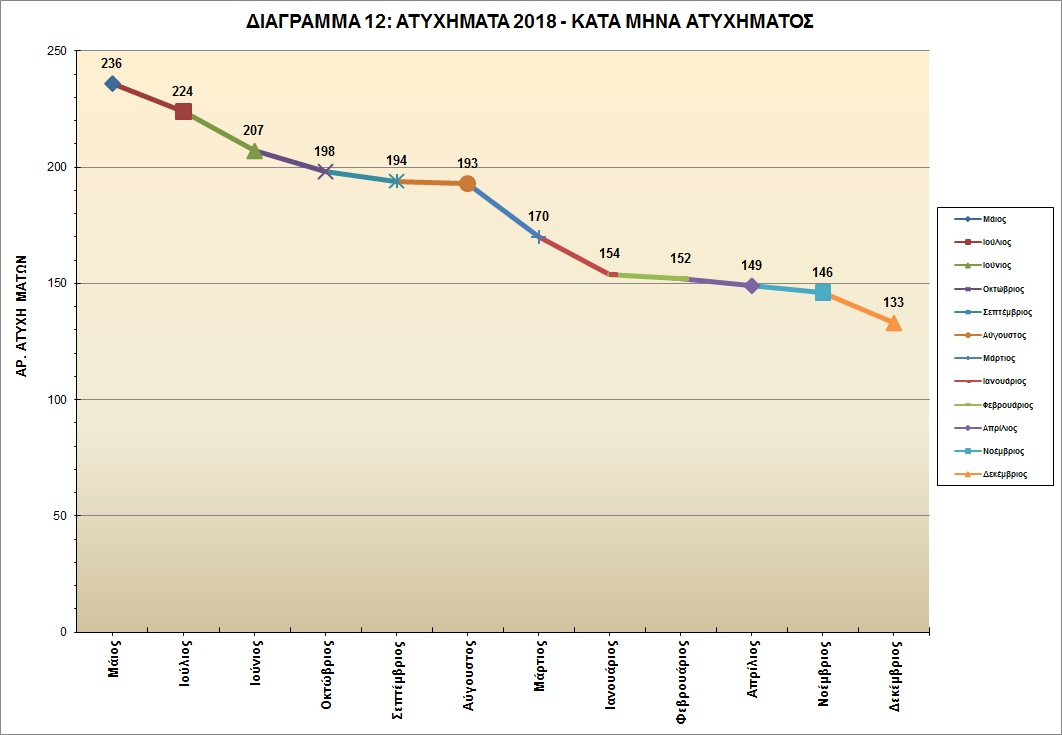 ΔΙΑΓΡΑΜΜΑ 12: ΑΤΥΧΗΜΑΤΑ 2018 - ΚΑΤΑ ΜΗΝΑ ΑΤΥΧΗΜΑΤΟΣ
250
200
150
100
50
0
ΑΡ. ΑΤΥΧΗ ΜΑΤΩΝ
236
224
207
198
194
193
170
154
152
149
146
133
Μάιος
Ιούλιος
Ιούνιος
Οκτώβριος
Σεπτέμβριος
Αύγουστος
Μάρτιος
Ιανουάριος
Φεβρουάριος
Απρίλιος
Νοέμβριος
Δεκέμβριος
Μάιος
Ιούλιος
Ιούνιος
Οκτώβριος
Σεπτέμβριος
Αύγουστος
Μάρτιος
Ιανουάριος
Φεβρουάριος
Απρίλιος
Νοέμβριος
Δεκέμβριος